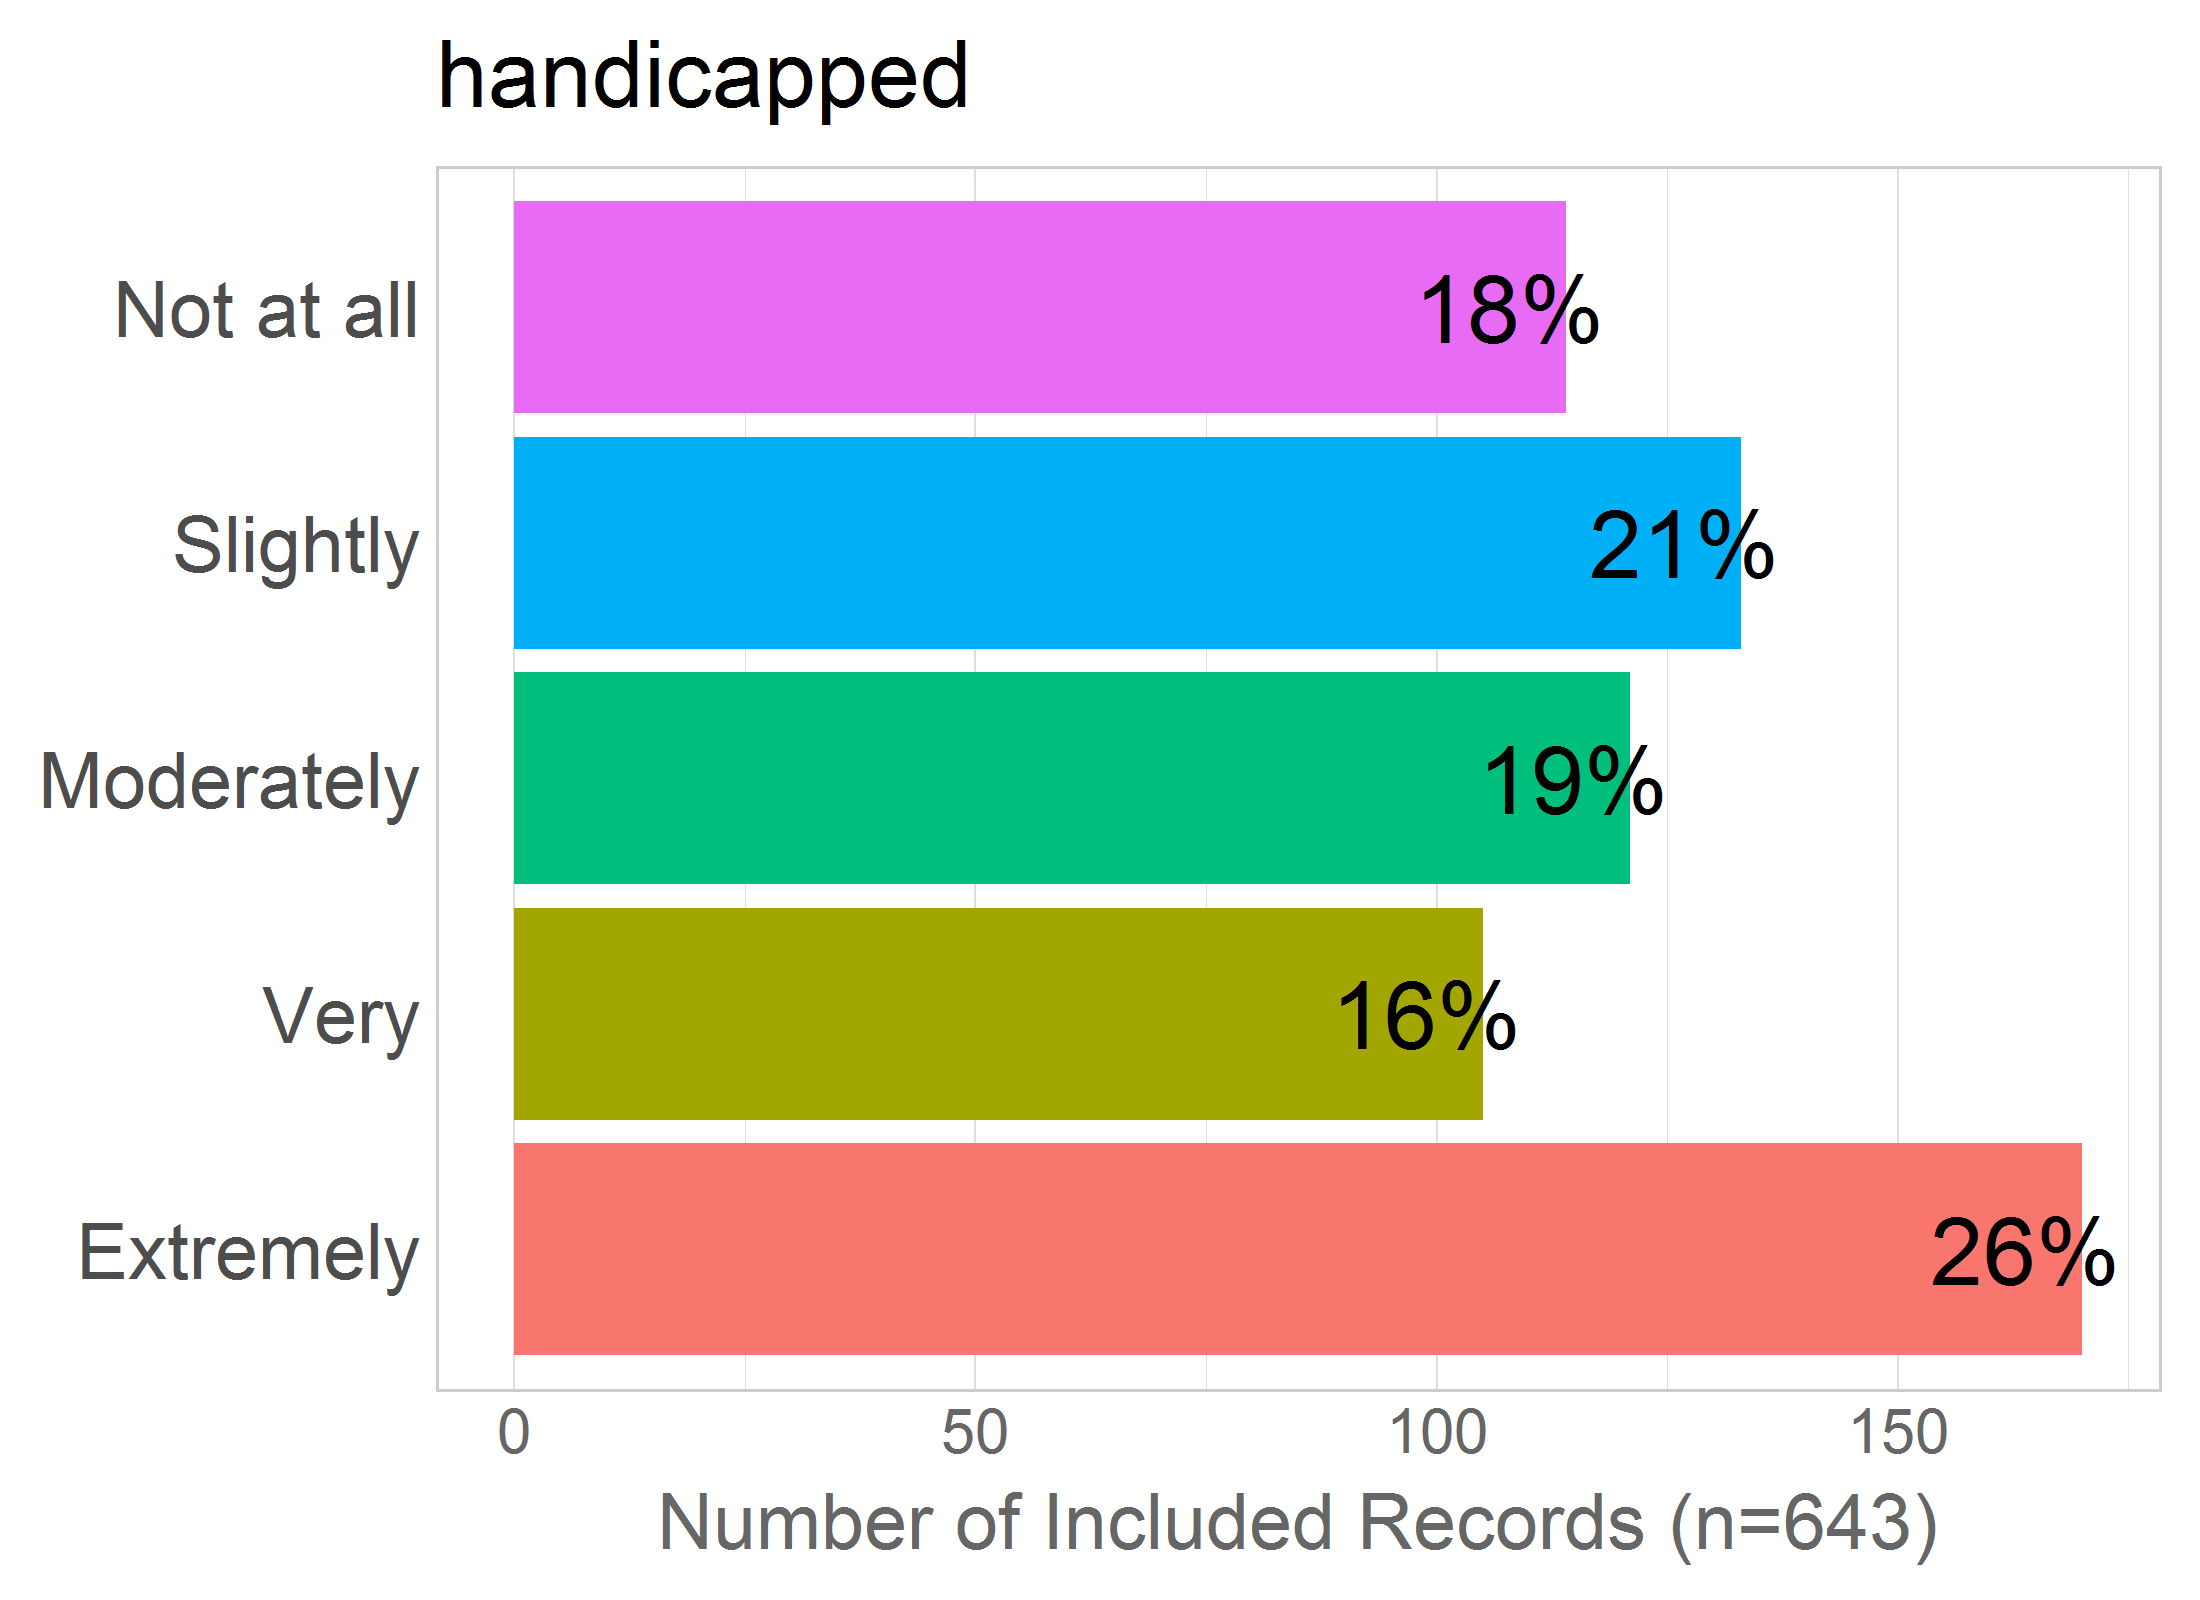 handicapped
Not at all
18%
Slightly
21%
Moderately
19%
Very
16%
Extremely
26%
0 50 100 150
Number of Included Records (n=643)